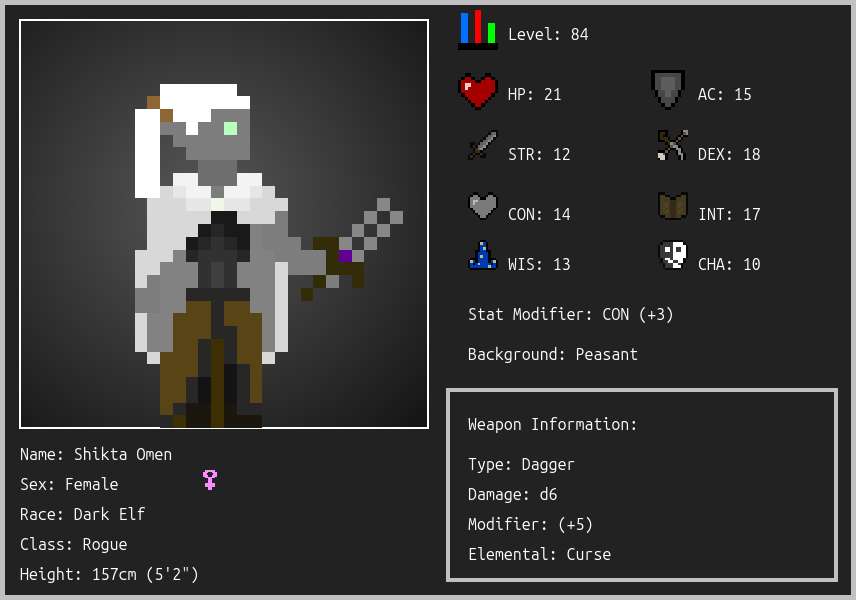 Level: 84
HP: 21
AC: 15
STR: 12
DEX: 18
CON: 14
INT: 17
WIS: 13
CHA: 10
Stat Modifier: CON (+3)
Background: Peasant
Weapon Information:
Type: Dagger
Damage: d6
Modifier: (+5)
Elemental: Curse
Name: Shikta Omen
Sex: Female
Race: Dark Elf
Class: Rogue
Height: 157cm (5'2")